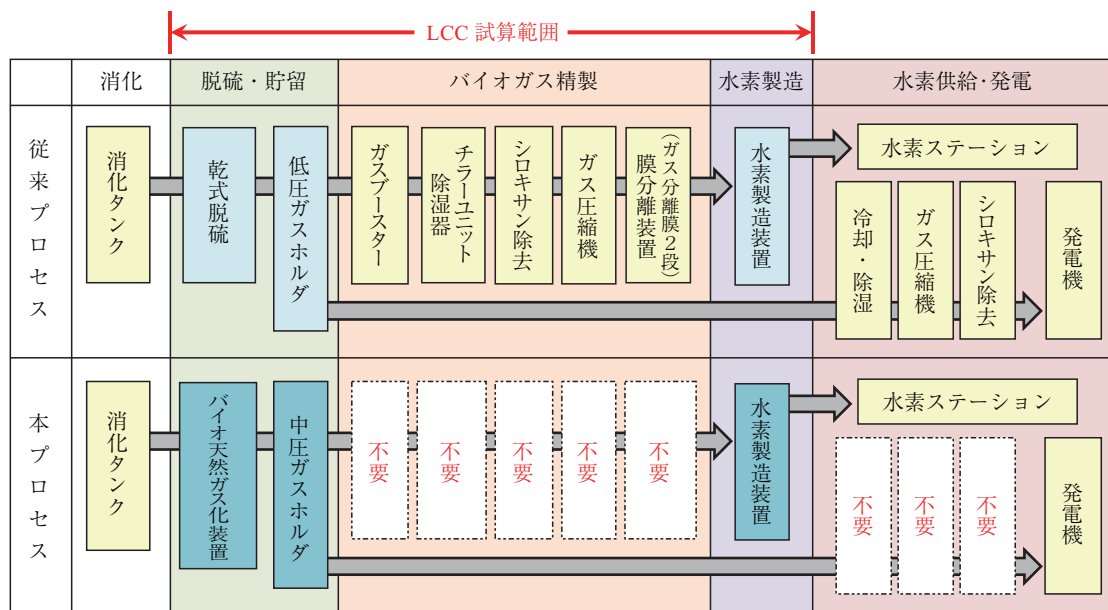 LCC 試算範囲
消化
脱硫・貯留
バイオガス精製
水素製造
水素供給・発電
従来プロセス
消化タンク
乾式脱硫
低圧ガスホルダ
ガスブースター
チラーユニット
除湿器
シロキサン除去
ガス圧縮機
(ガス分離膜2段)
膜分離装置
水素製造装置
水素ステーション
冷却・除湿
ガス圧縮機
シロキサン除去
発電機
本プロセス
消化タンク
バイオ天然ガス化装置
中圧ガスホルダ
不要
不要
不要
不要
不要
水素製造装置
水素ステーション
不要
不要
不要
発電機